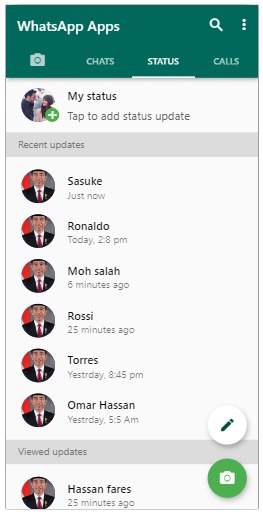 WhatsApp Apps
CHATS STATUS CALLS
My status
Tap to add status update
Recent updates
Sasuke
Just now
Ronaldo
Today, 2:8 pm
Moh salah
6 minutes ago
Rossi
25 minutes ago
Torres
Yestrday, 8:45 pm
Omar Hassan
Yestrday, 5:5 Am
Viewed updates
Hassan fares
25 minutes ago